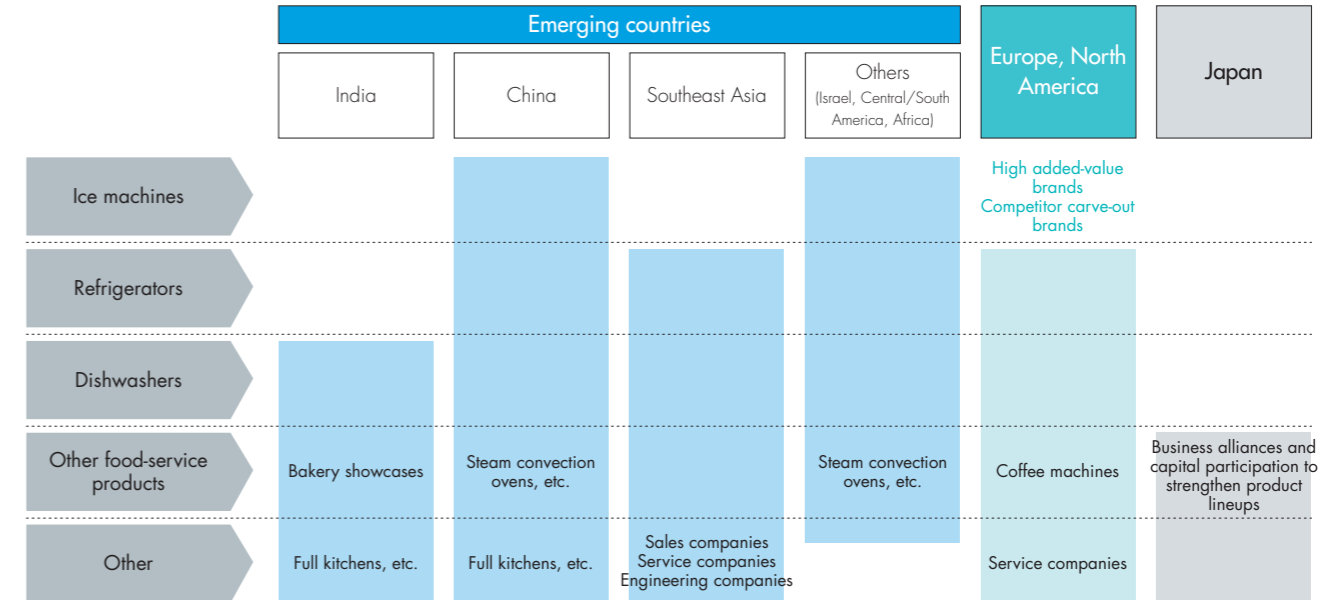 Emerging countries
Europe, North
America
Japan
India
China
Southeast Asia
Others
(Israel, Central/South
America, Africa)
Ice machines
High added-value
brands
Competitor carve-out
brands
Refrigerators
Dishwashers
Other food-service
products
Bakery showcases
Steam convection
ovens, etc.
Steam convection
ovens, etc.
Coffee machines
Business alliances and
capital participation to
strengthen product
lineups
Other
Full kitchens, etc.
Full kitchens, etc.
Sales companies
Service companies
Engineering companies
Service companies